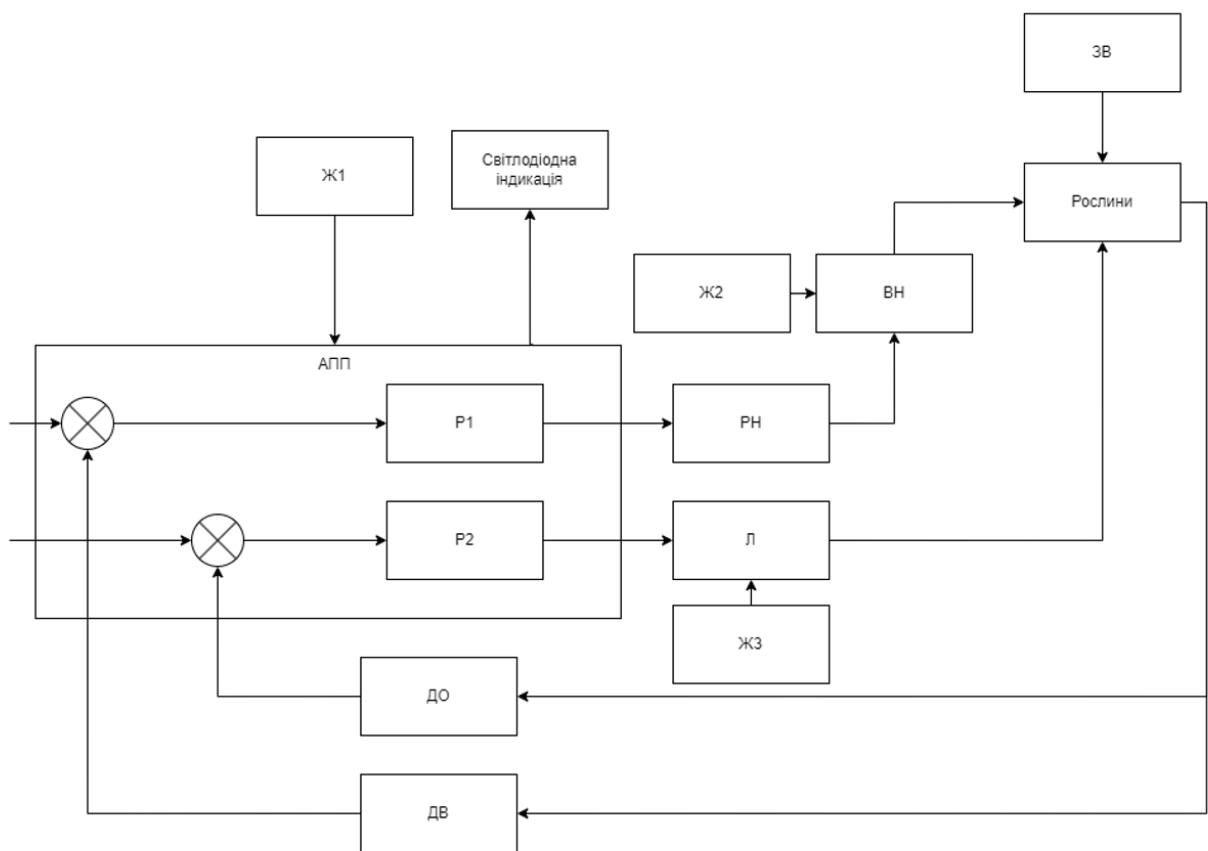 ЗВ
Ж1
Світлодіодна
індикація
Рослини
Ж2
ВН
АПП
Р1
РН
Р2
Л
Ж3
ДО
ДВ